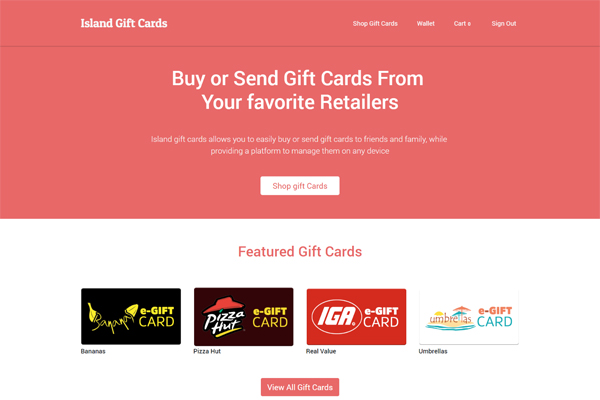 Island Gift Cards
Shop Gift Cards Wallet Cart x Sign Out
Buy or Send Gift Cards From
Your favorite Retailers
Island gift cards allows you to easily buy or send gift cards to friends and family, while
providing a platform to manage them on any device
Shop gift Cards
Featured Gift Cards
Bananas e-GIFT CARD
Pizza Hut e-GIFT CARD
IGA e-GIFT CARD
umbrellas e-GIFT CARD
Bananas
Pizza Hut
Real Value
Umbrellas
View All Gift Cards